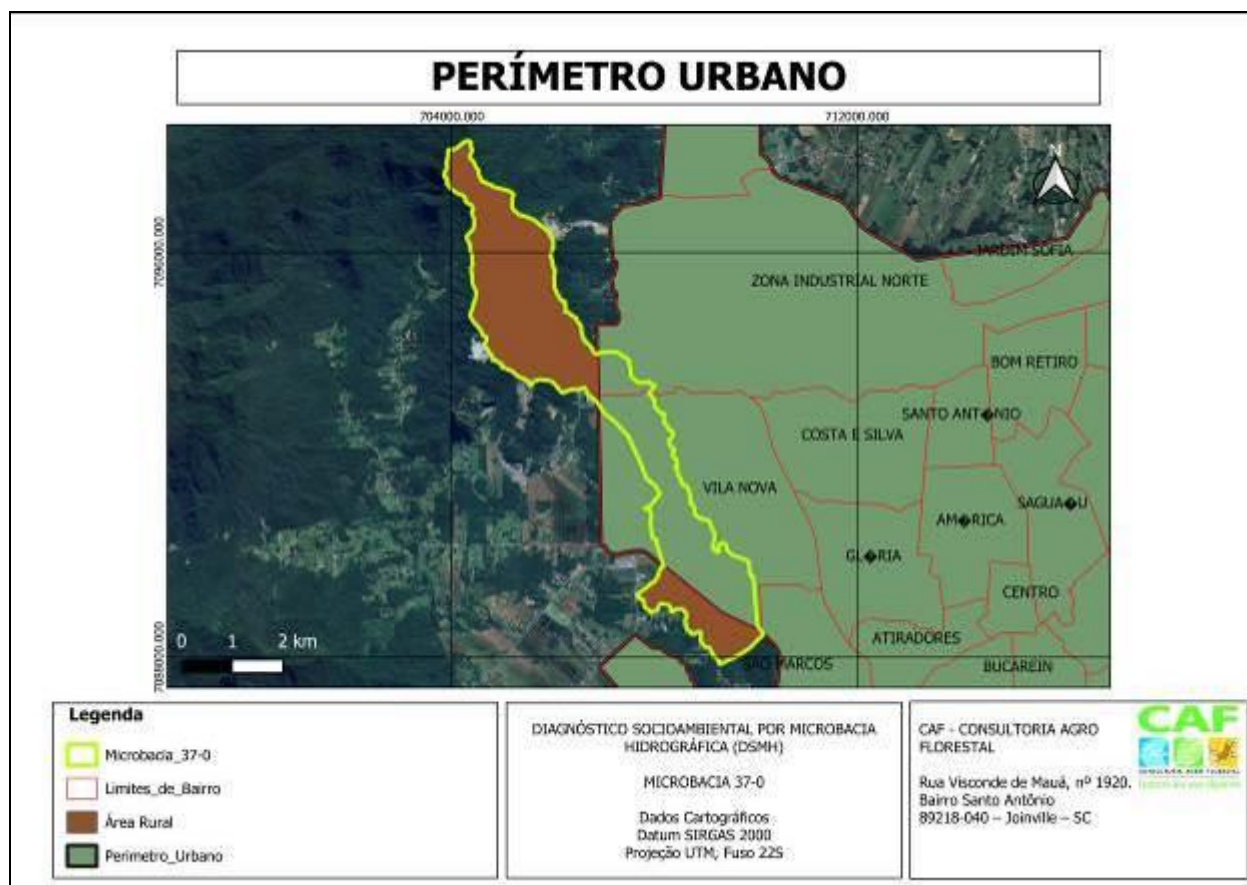 PERÍMETRO URBANO
704000.000
712000.000
N
7096000.000
7088000.000
JARDIM SOFIA
ZONA INDUSTRIAL NORTE
BOM RETIRO
SANTO ANT�NIO
COSTA E SILVA
VILA NOVA
SAGUA�U
AM�RICA
GL�RIA
CENTRO
ATIRADORES
SÃO MARCOS
BUCAREIN
0 1 2 km
Legenda
Microbacia_37-0
Limites_de_Bairro
Área Rural
Perimetro_Urbano
DIAGNÓSTICO SOCIOAMBIENTAL POR MICROBACIA
HIDROGRÁFICA (DSMH)
MICROBACIA 37-0
Dados Cartográficos
Datum SIRGAS 2000
Projeção UTM, Fuso 22S
CAF - CONSULTORIA AGRO
FLORESTAL
Rua Visconde de Mauá, nº 1920.
Bairro Santo Antônio
89218-040 – Joinville – SC
CAF